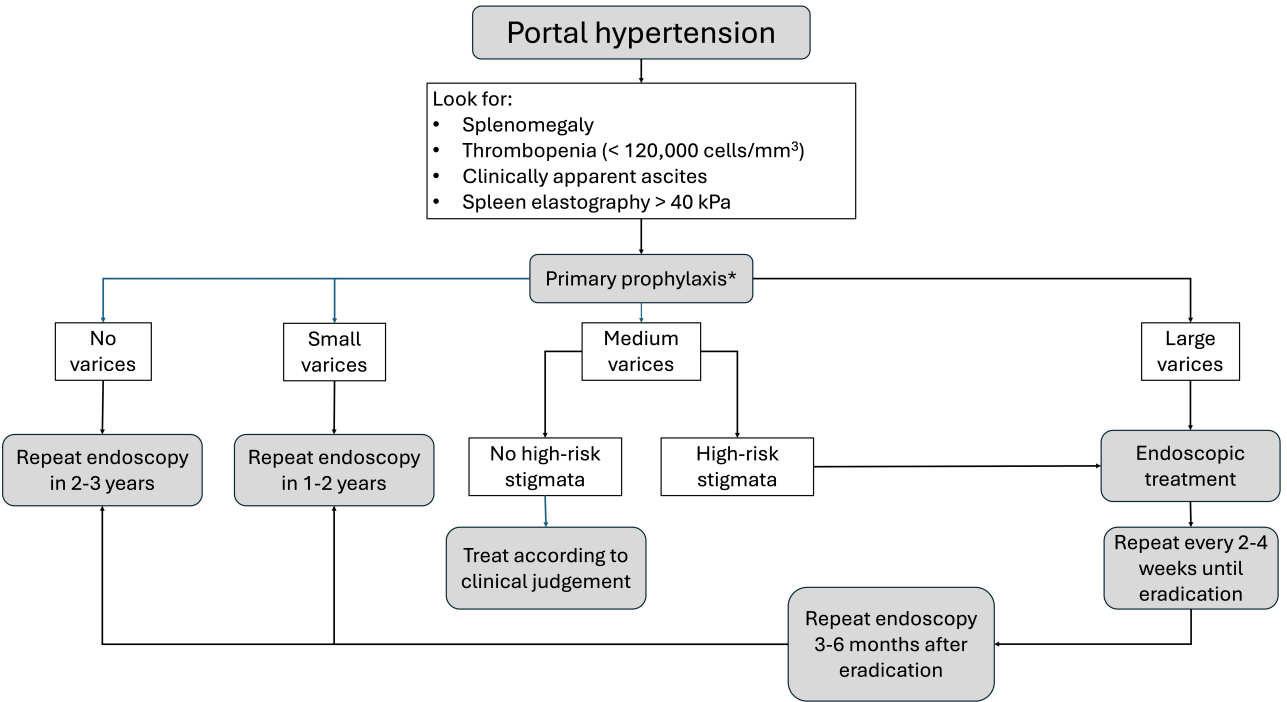 Portal hypertension
Look for:
• Splenomegaly
• Thrombopenia (< 120,000 cells/mm³)
• Clinically apparent ascites
• Spleen elastography > 40 kPa
Primary prophylaxis*
No
varices
Small
varices
Medium
varices
Large
varices
Repeat endoscopy
in 2-3 years
Repeat endoscopy
in 1-2 years
No high-risk
stigmata
High-risk
stigmata
Endoscopic
treatment
Treat according to
clinical judgement
Repeat every 2-4
weeks until
eradication
Repeat endoscopy
3-6 months after
eradication